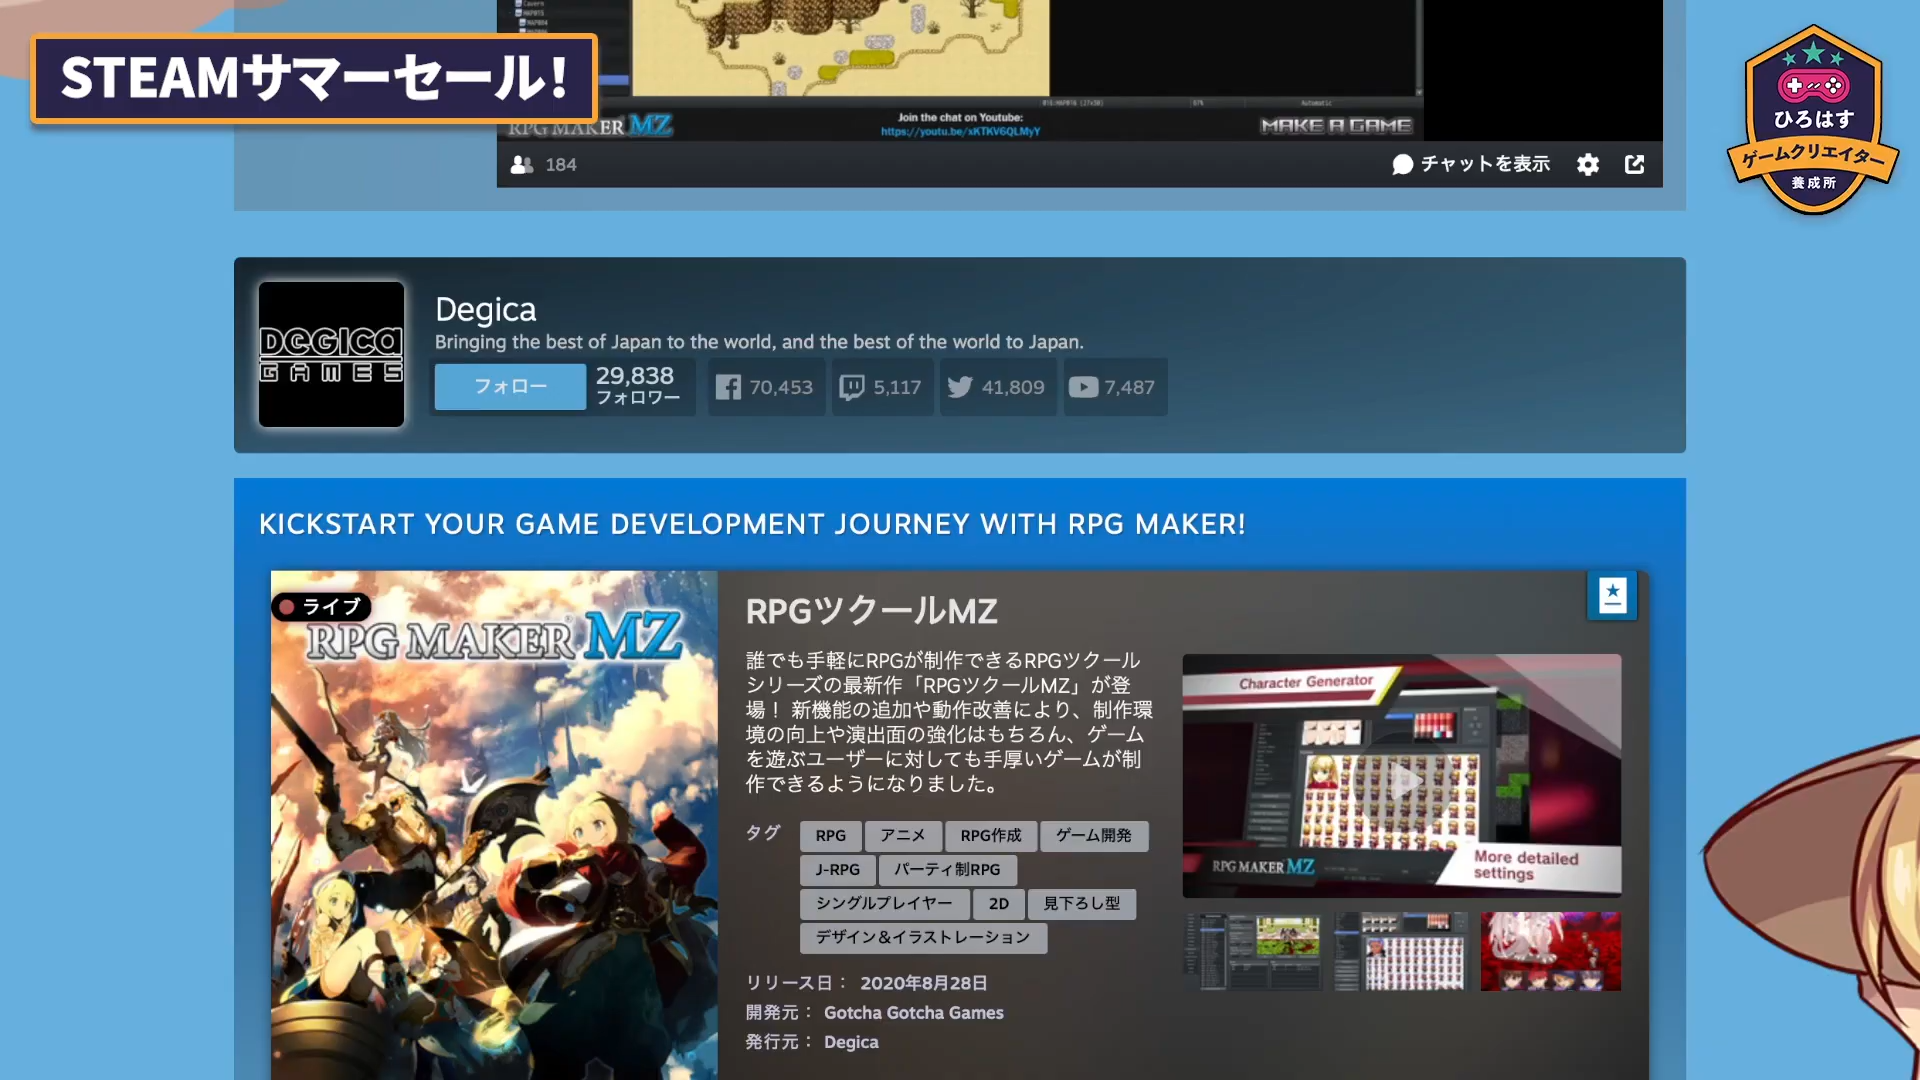 STEAMサマーセール!
RPG MAKER MZ
Join the chat on Youtube:
https://youtu.be/xKTKV6QLMyY
MAKE A GAME
184
チャットを表示
ひろはす
ゲームクリエイター
養成所
DEGICA
GAMES
Degica
Bringing the best of Japan to the world, and the best of the world to Japan.
フォロー
29,838
フォロワー
70,453
5,117
41,809
7,487
KICKSTART YOUR GAME DEVELOPMENT JOURNEY WITH RPG MAKER!
ライブ
RPG MAKER MZ
RPGツクールMZ
誰でも手軽にRPGが制作できるRPGツクール
シリーズの最新作「RPGツクールMZ」が登
場! 新機能の追加や動作改善により、制作環
境の向上や演出面の強化はもちろん、ゲーム
を遊ぶユーザーに対しても手厚いゲームが制
作できるようになりました。
タグ
RPG アニメ RPG作成 ゲーム開発
J-RPG パーティ制RPG
シングルプレイヤー 2D 見下ろし型
デザイン&イラストレーション
リリース日: 2020年8月28日
開発元: Gotcha Gotcha Games
発行元: Degica
Character Generator
RPG MAKER MZ
More detailed
settings